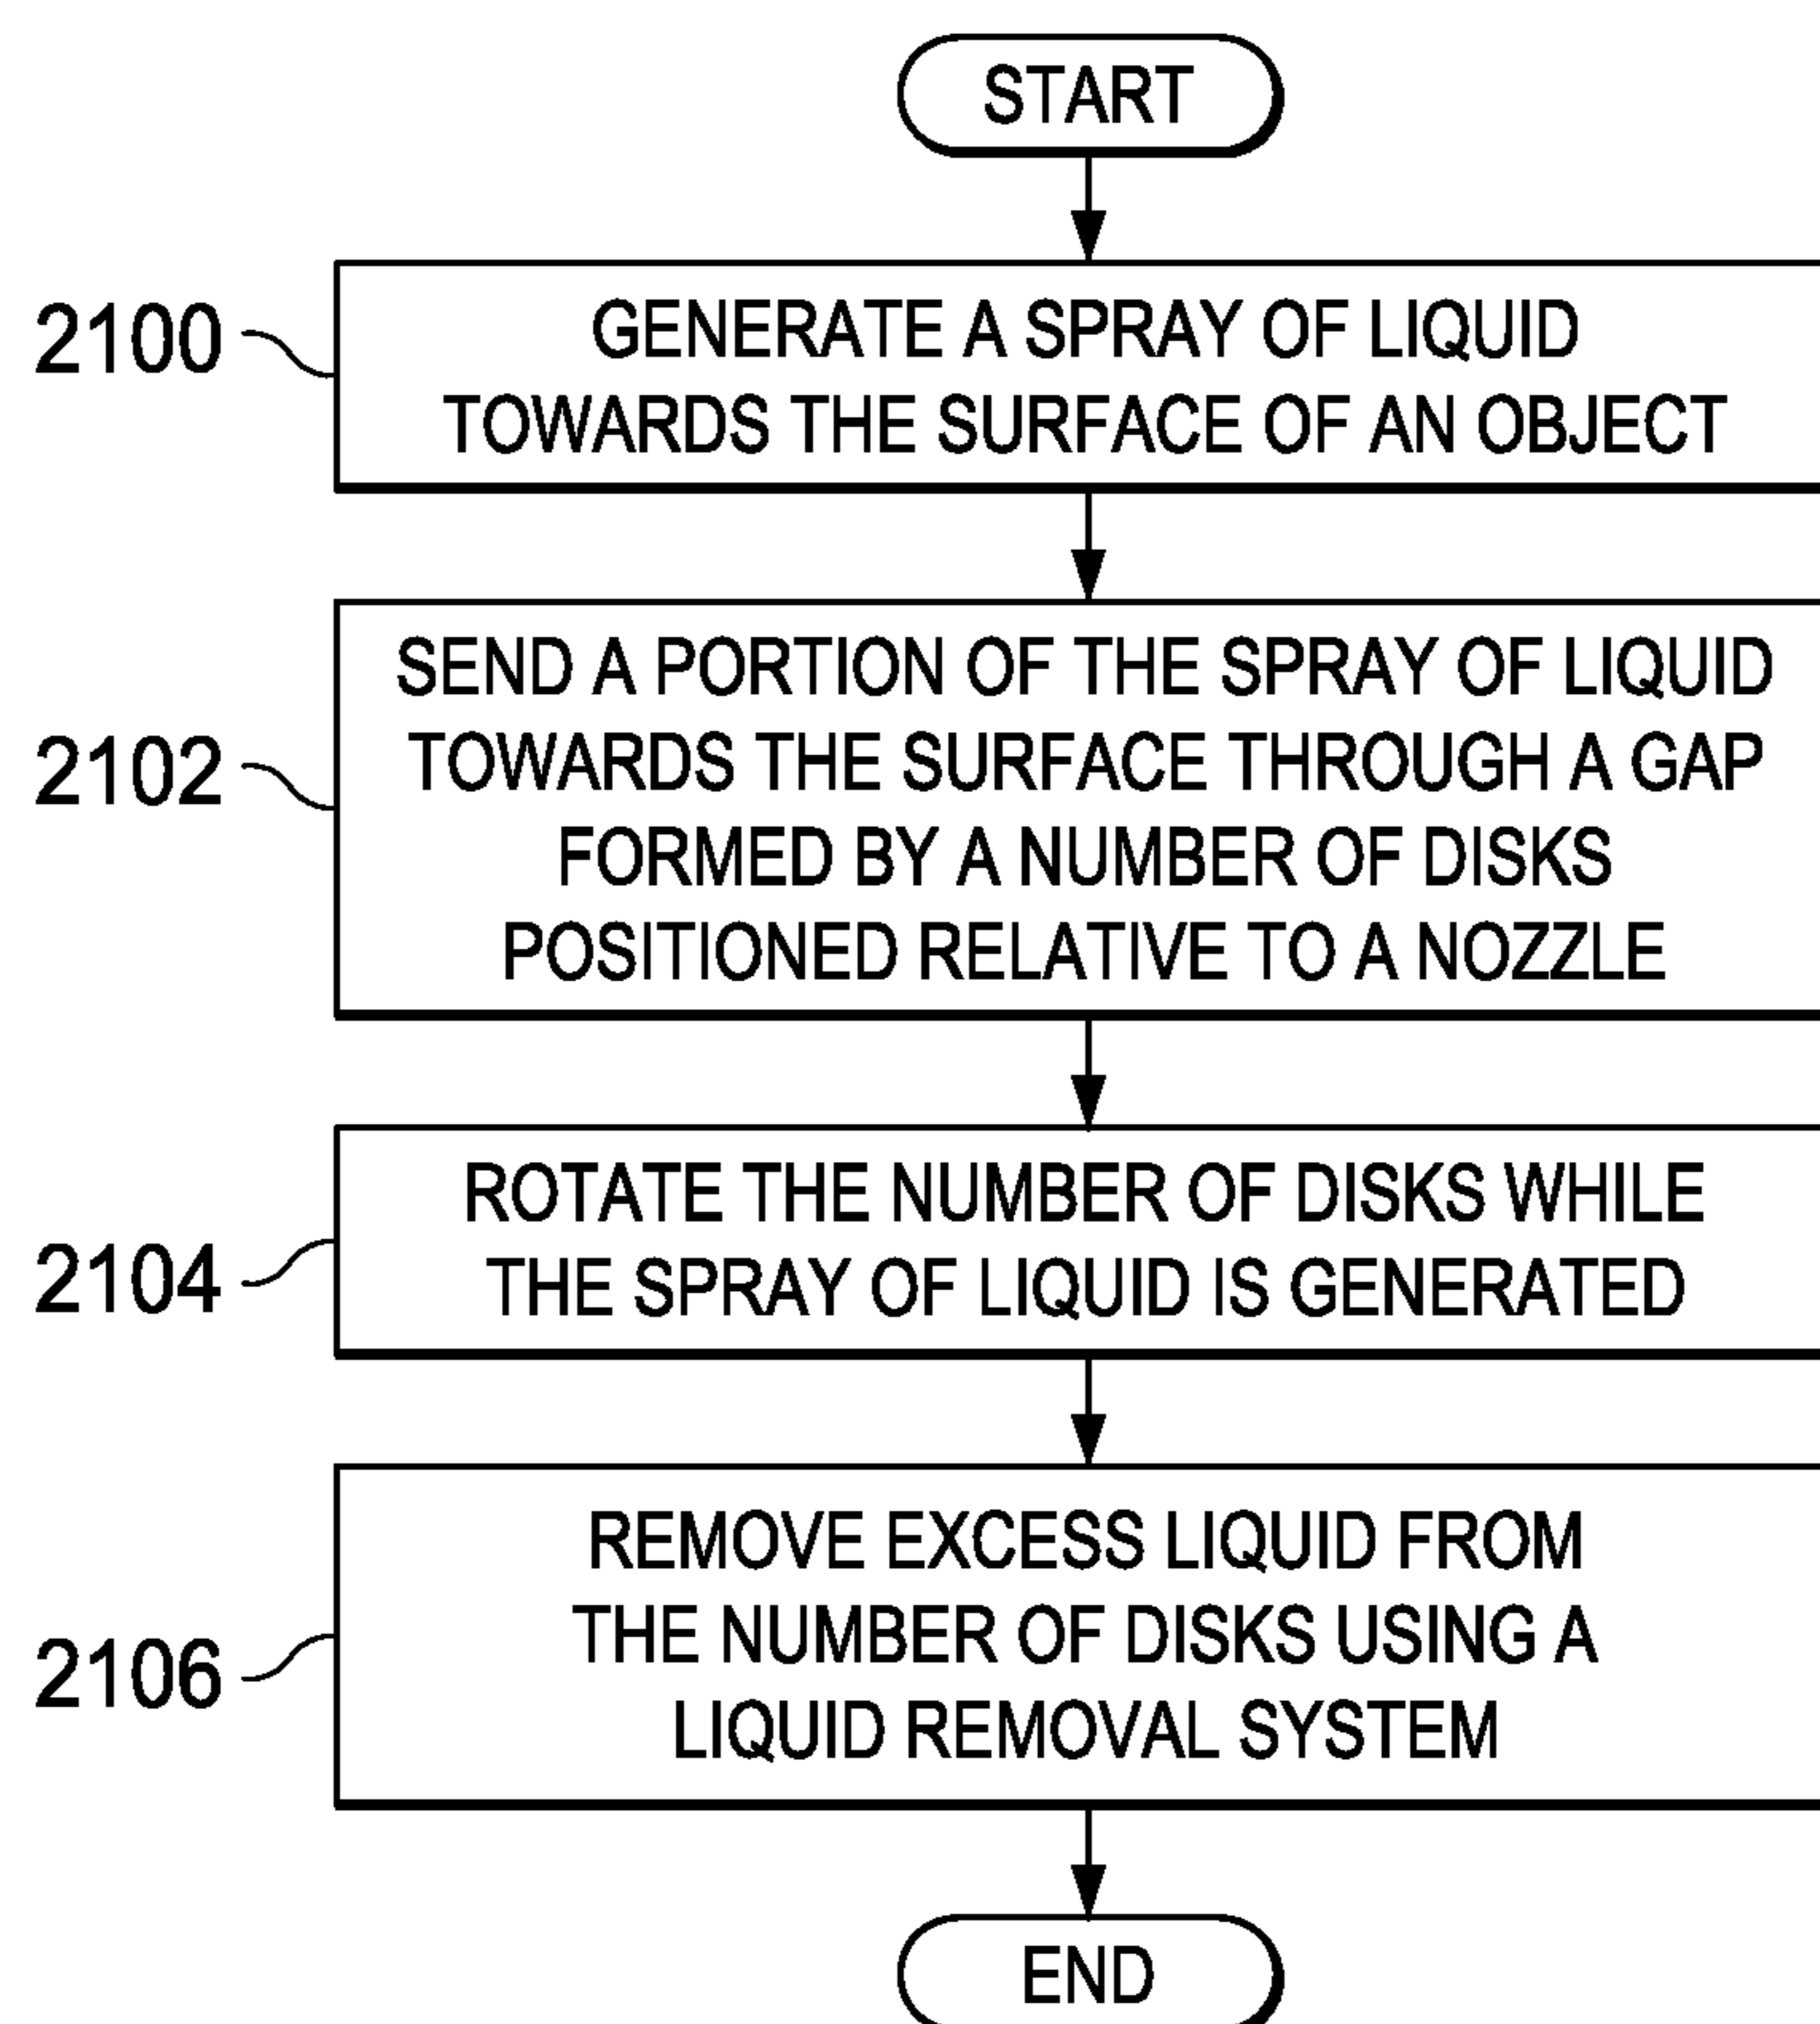 START
2100
GENERATE A SPRAY OF LIQUID
TOWARDS THE SURFACE OF AN OBJECT
2102
SEND A PORTION OF THE SPRAY OF LIQUID
TOWARDS THE SURFACE THROUGH A GAP
FORMED BY A NUMBER OF DISKS
POSITIONED RELATIVE TO A NOZZLE
2104
ROTATE THE NUMBER OF DISKS WHILE
THE SPRAY OF LIQUID IS GENERATED
2106
REMOVE EXCESS LIQUID FROM
THE NUMBER OF DISKS USING A
LIQUID REMOVAL SYSTEM
END